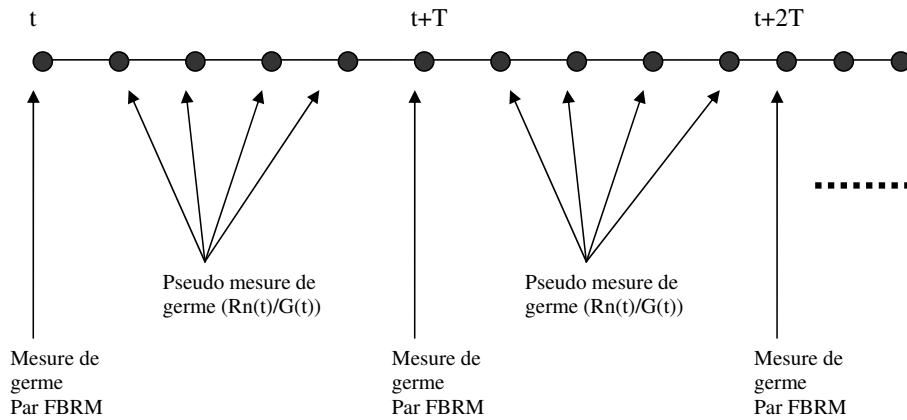 t
t+T
t+2T
Pseudo mesure de
germe (Rn(t)/G(t))
Pseudo mesure de
germe (Rn(t)/G(t))
Mesure de
germe
Par FBRM
Mesure de
germe
Par FBRM
Mesure de
germe
Par FBRM